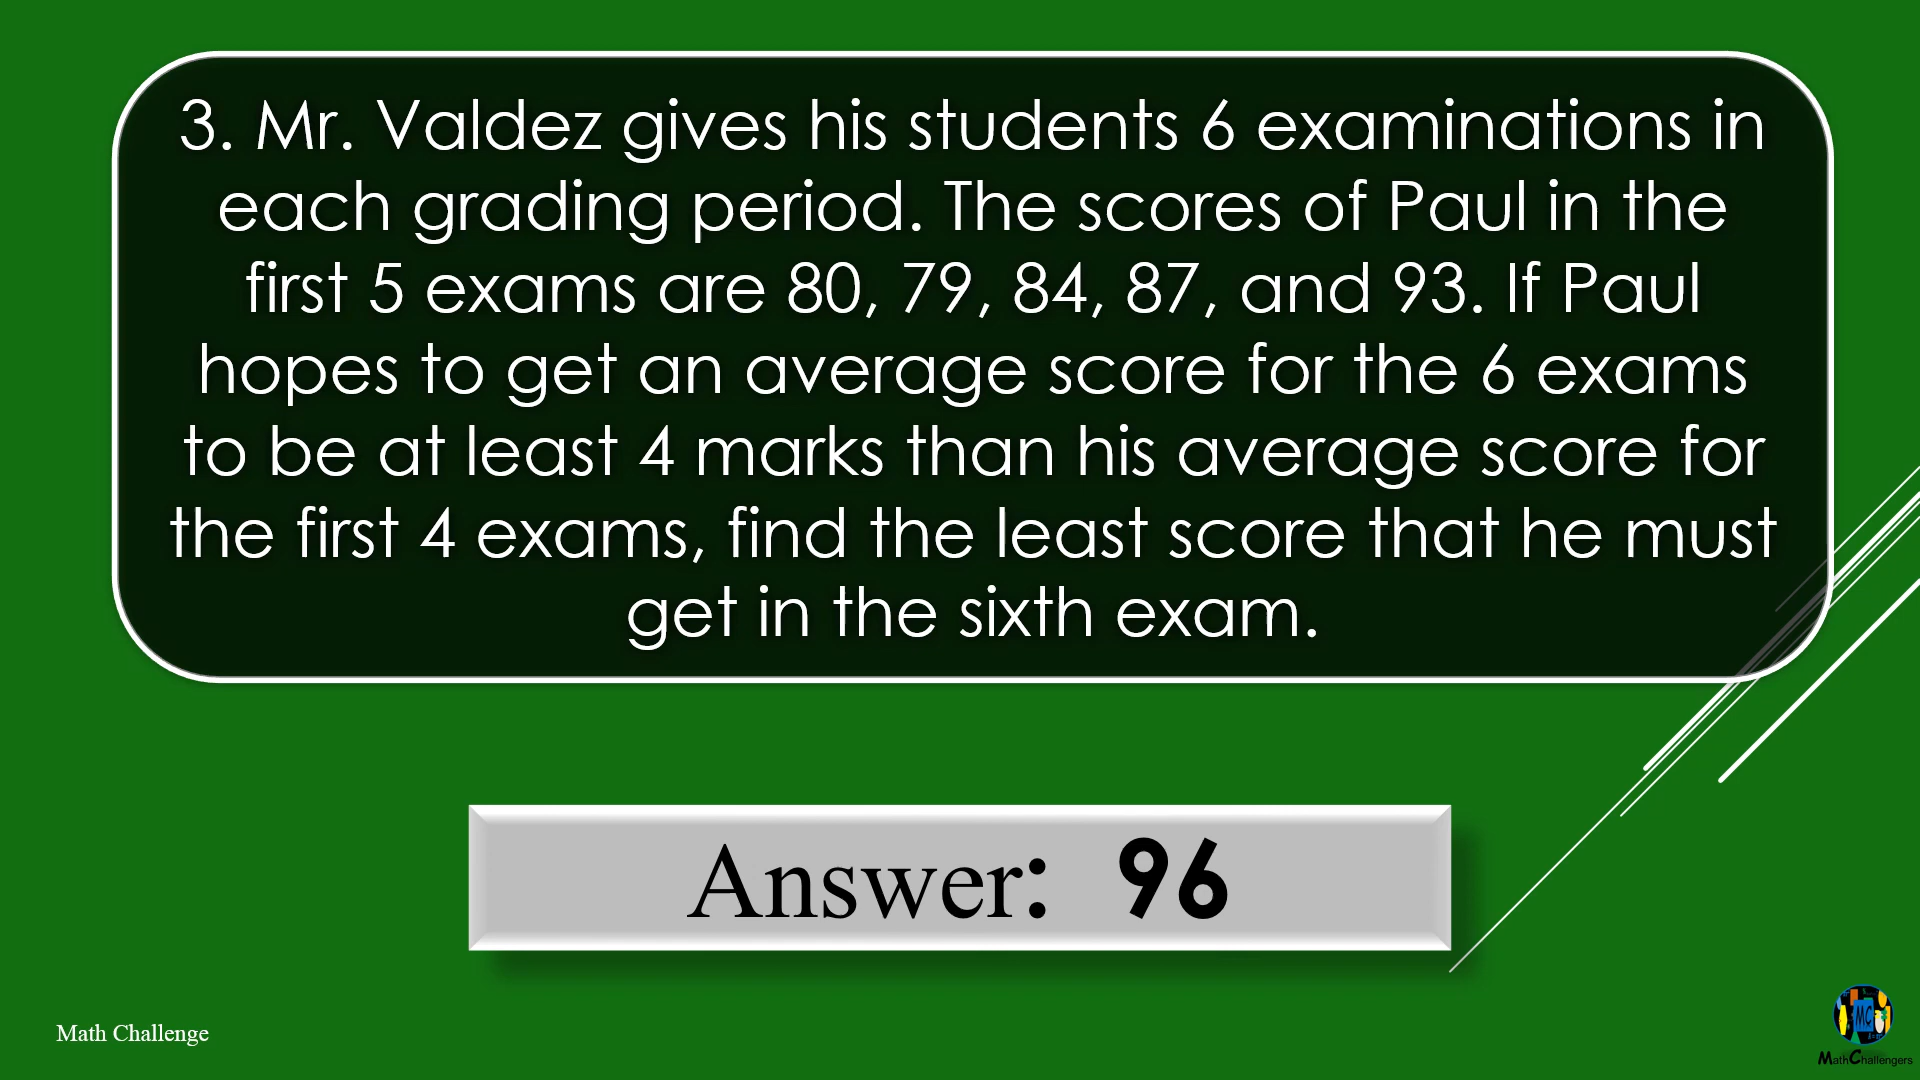 3. Mr. Valdez gives his students 6 examinations in
each grading period. The scores of Paul in the
first 5 exams are 80, 79, 84, 87, and 93. If Paul
hopes to get an average score for the 6 exams
to be at least 4 marks than his average score for
the first 4 exams, find the least score that he must
get in the sixth exam.
Answer: 96
Math Challenge
MC
MathChallengers